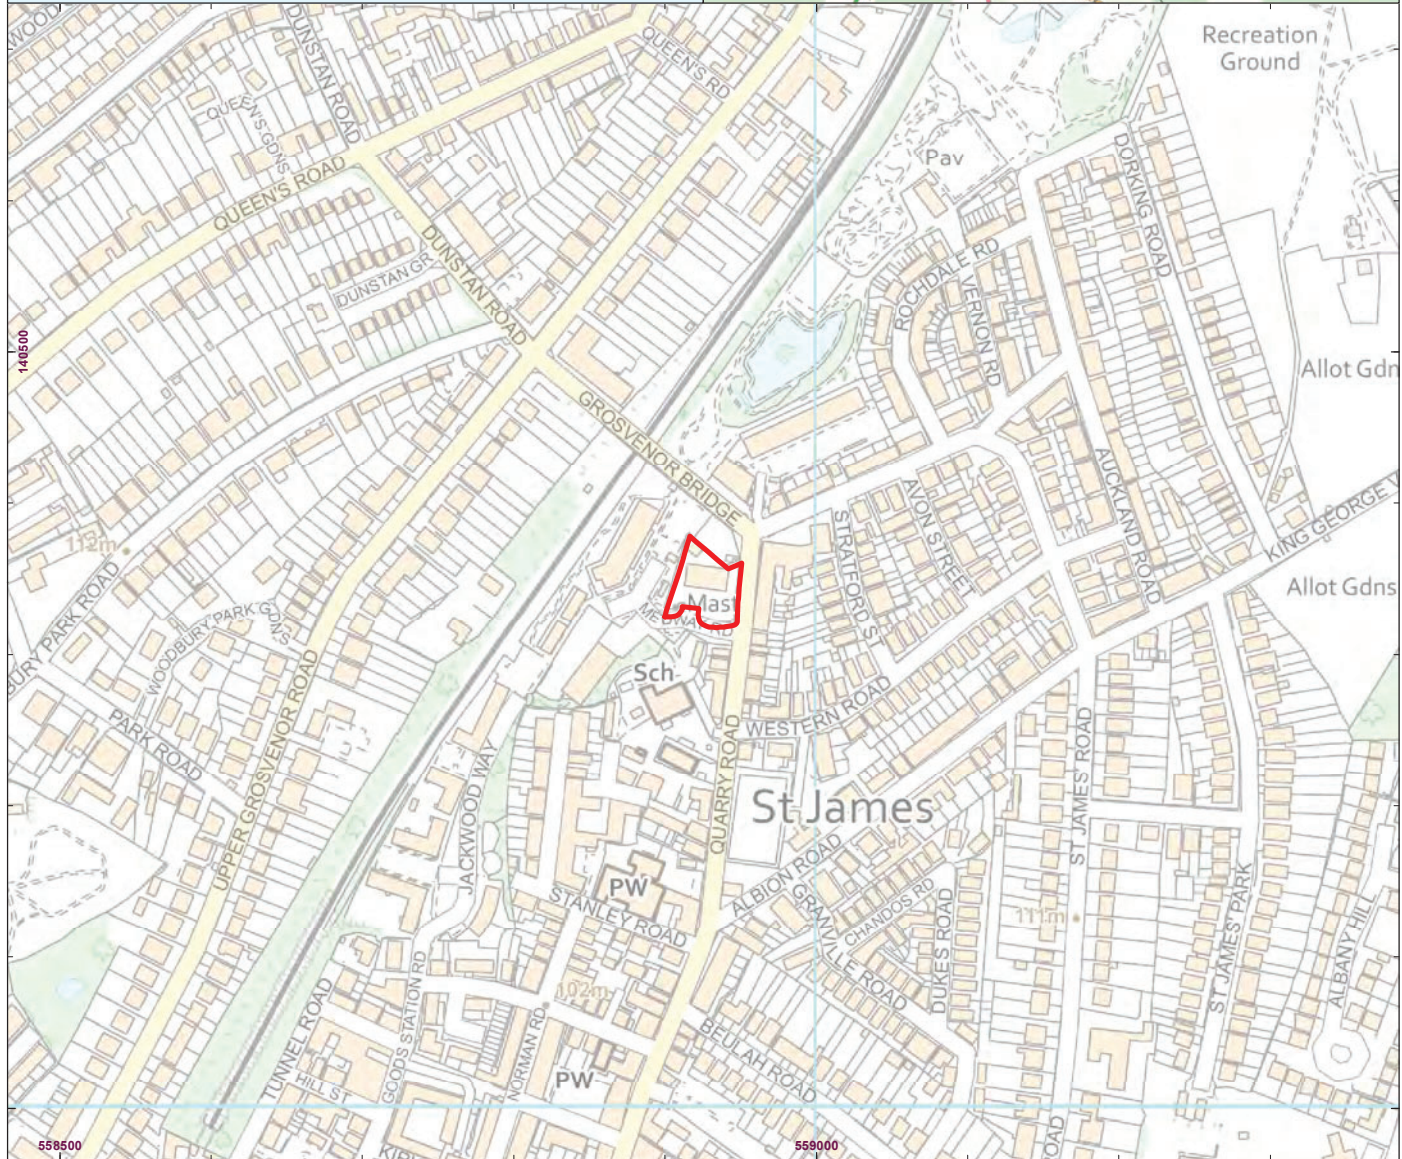 WOOD
DUNSTAN ROAD
QUEEN'S RD
Recreation
Ground
QUEEN'S GDNS
Pav
DORKING ROAD
QUEEN'S ROAD
DUNSTAN ROAD
DUNSTAN GR
ROCHDALE RD
VERNON RD
140500
Allot Gdn
GROSVENOR BRIDGE
AUCKLAND ROAD
AVON STREET
STRATFORD S
KING GEORGE V
112m
BURY PARK ROAD
Allot Gdns
Mast
MEDWAY RD
WOODBURY PARK GDNS
Sch
PARK ROAD
UPPER GROSVENOR ROAD
WESTERN ROAD
QUARRY ROAD
ST JAMES' ROAD
JACKWOOD WAY
St James
ALBION ROAD
PW
STANLEY ROAD
GRANVILLE ROAD
CHANDOS RD
DUKES ROAD
111m
ST JAMES' PARK
ALBANY HILL
102m
GOODS STATION RD
TUNNEL ROAD
NORMAN RD
BEULAH ROAD
HILL ST
PW
OAD
558500
559000